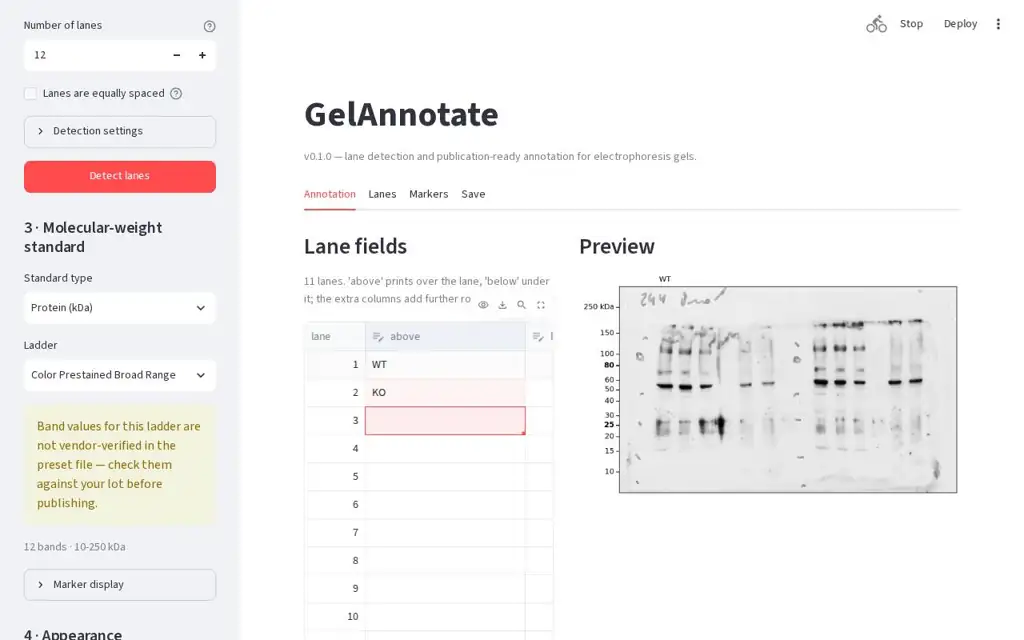 Number of lanes
12
Lanes are equally spaced
Detection settings
Detect lanes
3 · Molecular-weight
standard
Standard type
Protein (kDa)
Ladder
Color Prestained Broad Range
Band values for this ladder are
not vendor-verified in the
preset file — check them
against your lot before
publishing.
12 bands · 10-250 kDa
Marker display
4 · Appearance
Stop
Deploy
GelAnnotate
v0.1.0 — lane detection and publication-ready annotation for electrophoresis gels.
Annotation
Lanes
Markers
Save
Lane fields
11 lanes. 'above' prints over the lane, 'below' under
it; the extra columns add further ro
lane
above
1
WT
2
KO
3
4
5
6
7
8
9
10
Preview
WT
250 kDa
150
100
80
60
50
40
30
25
20
15
10